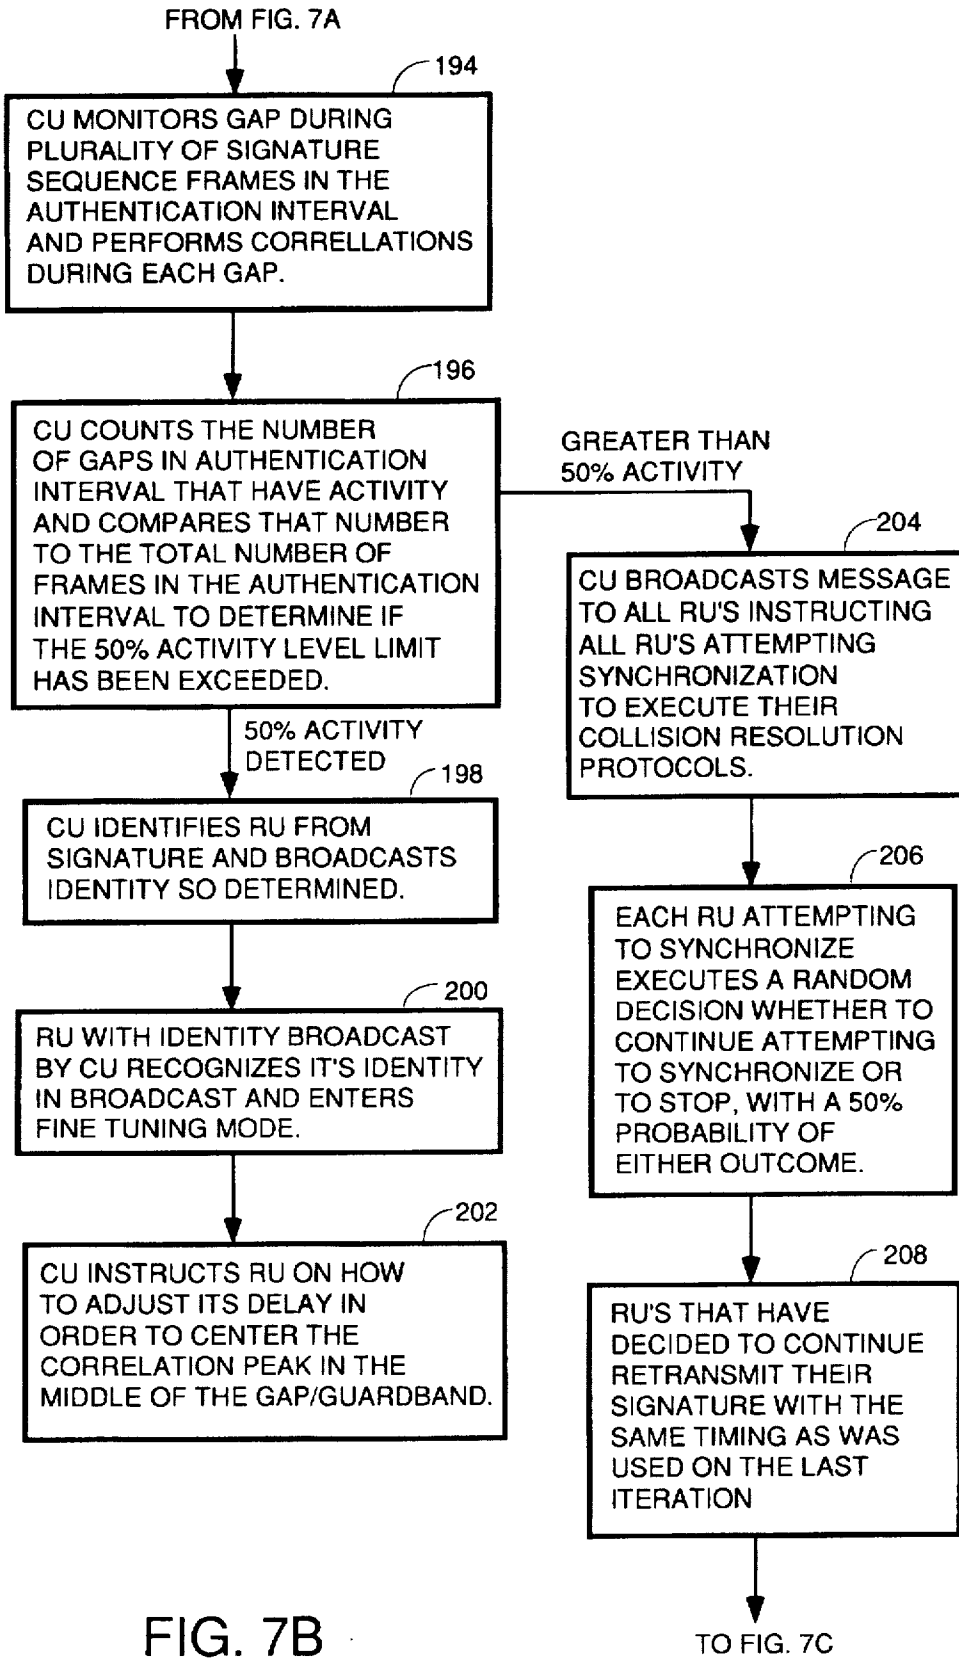 FROM FIG. 7A
194
CU MONITORS GAP DURING
PLURALITY OF SIGNATURE
SEQUENCE FRAMES IN THE
AUTHENTICATION INTERVAL
AND PERFORMS CORRELLATIONS
DURING EACH GAP.
196
CU COUNTS THE NUMBER
OF GAPS IN AUTHENTICATION
INTERVAL THAT HAVE ACTIVITY
AND COMPARES THAT NUMBER
TO THE TOTAL NUMBER OF
FRAMES IN THE AUTHENTICATION
INTERVAL TO DETERMINE IF
THE 50% ACTIVITY LEVEL LIMIT
HAS BEEN EXCEEDED.
50% ACTIVITY
DETECTED
198
CU IDENTIFIES RU FROM
SIGNATURE AND BROADCASTS
IDENTITY SO DETERMINED.
200
RU WITH IDENTITY BROADCAST
BY CU RECOGNIZES IT'S IDENTITY
IN BROADCAST AND ENTERS
FINE TUNING MODE.
202
CU INSTRUCTS RU ON HOW
TO ADJUST ITS DELAY IN
ORDER TO CENTER THE
CORRELATION PEAK IN THE
MIDDLE OF THE GAP/GUARDBAND.
GREATER THAN
50% ACTIVITY
204
CU BROADCASTS MESSAGE
TO ALL RU'S INSTRUCTING
ALL RU'S ATTEMPTING
SYNCHRONIZATION
TO EXECUTE THEIR
COLLISION RESOLUTION
PROTOCOLS.
206
EACH RU ATTEMPTING
TO SYNCHRONIZE
EXECUTES A RANDOM
DECISION WHETHER TO
CONTINUE ATTEMPTING
TO SYNCHRONIZE OR
TO STOP, WITH A 50%
PROBABILITY OF
EITHER OUTCOME.
208
RU'S THAT HAVE
DECIDED TO CONTINUE
RETRANSMIT THEIR
SIGNATURE WITH THE
SAME TIMING AS WAS
USED ON THE LAST
ITERATION
TO FIG. 7C
FIG. 7B